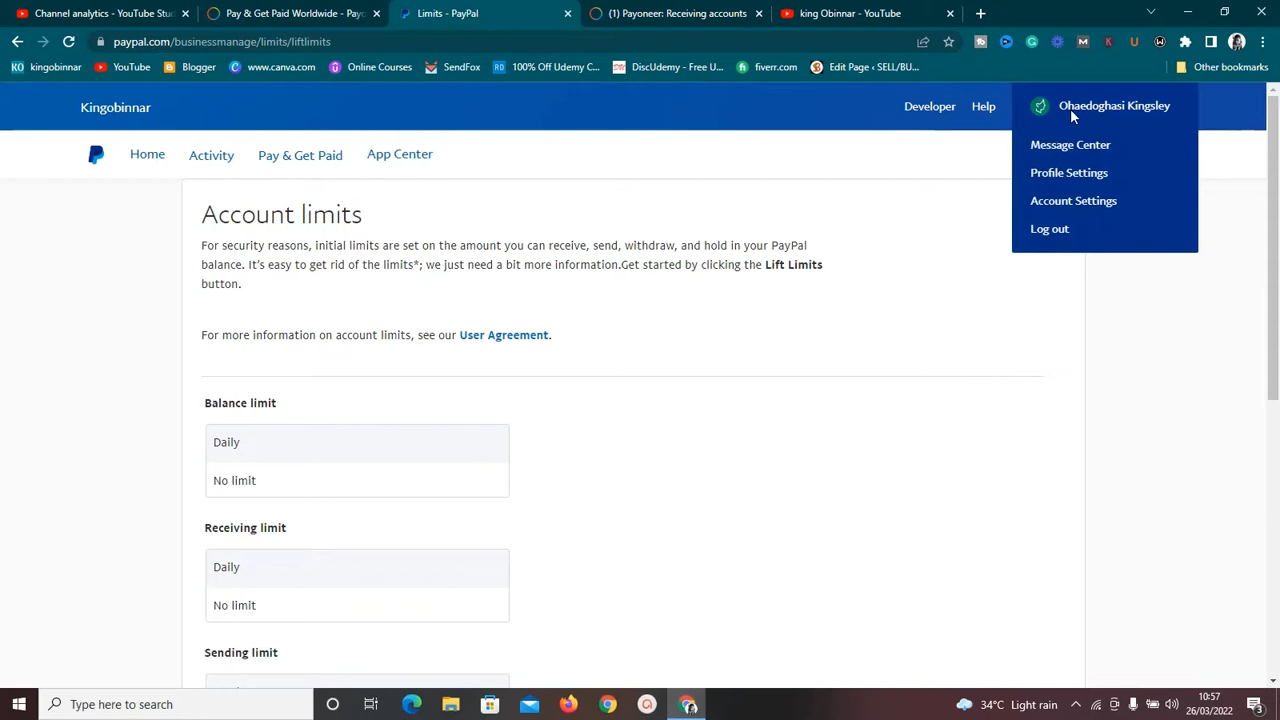 Channel analytics - YouTube Stud
Pay & Get Paid Worldwide - Payo
Limits - PayPal
(1) Payoneer: Receiving accounts
king Obinnar - YouTube
paypal.com/businessmanage/limits/liftlimits
kingobinnar
YouTube
Blogger
www.canva.com
Online Courses
SendFox
100% Off Udemy C...
DiscUdemy - Free U...
fiverr.com
Edit Page ‹ SELL/BU...
Other bookmarks
Kingobinnar
Developer
Help
Ohaedoghasi Kingsley
Message Center
Profile Settings
Account Settings
Log out
Home
Activity
Pay & Get Paid
App Center
Account limits
For security reasons, initial limits are set on the amount you can receive, send, withdraw, and hold in your PayPal
balance. It's easy to get rid of the limits*; we just need a bit more information.Get started by clicking the Lift Limits
button.
For more information on account limits, see our User Agreement.
Balance limit
Daily
No limit
Receiving limit
Daily
No limit
Sending limit
Type here to search
34°C Light rain
10:57
26/03/2022